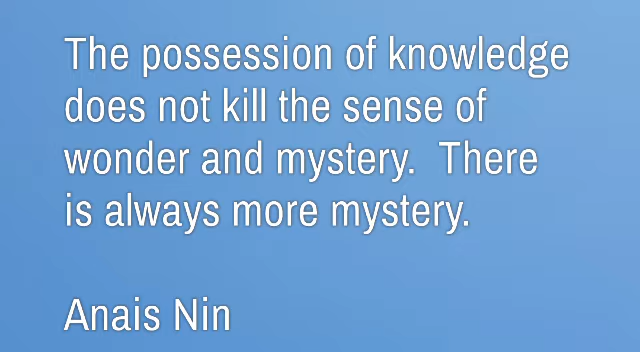 The possession of knowledge
does not kill the sense of
wonder and mystery.  There
is always more mystery.
Anais Nin